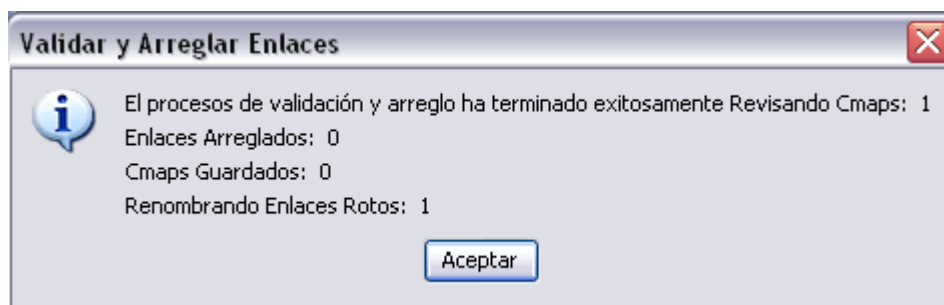 Validar y Arreglar Enlaces
El procesos de validación y arreglo ha terminado exitosamente Revisando Cmaps: 1
Enlaces Arreglados: 0
Cmaps Guardados: 0
Renombrando Enlaces Rotos: 1
Aceptar